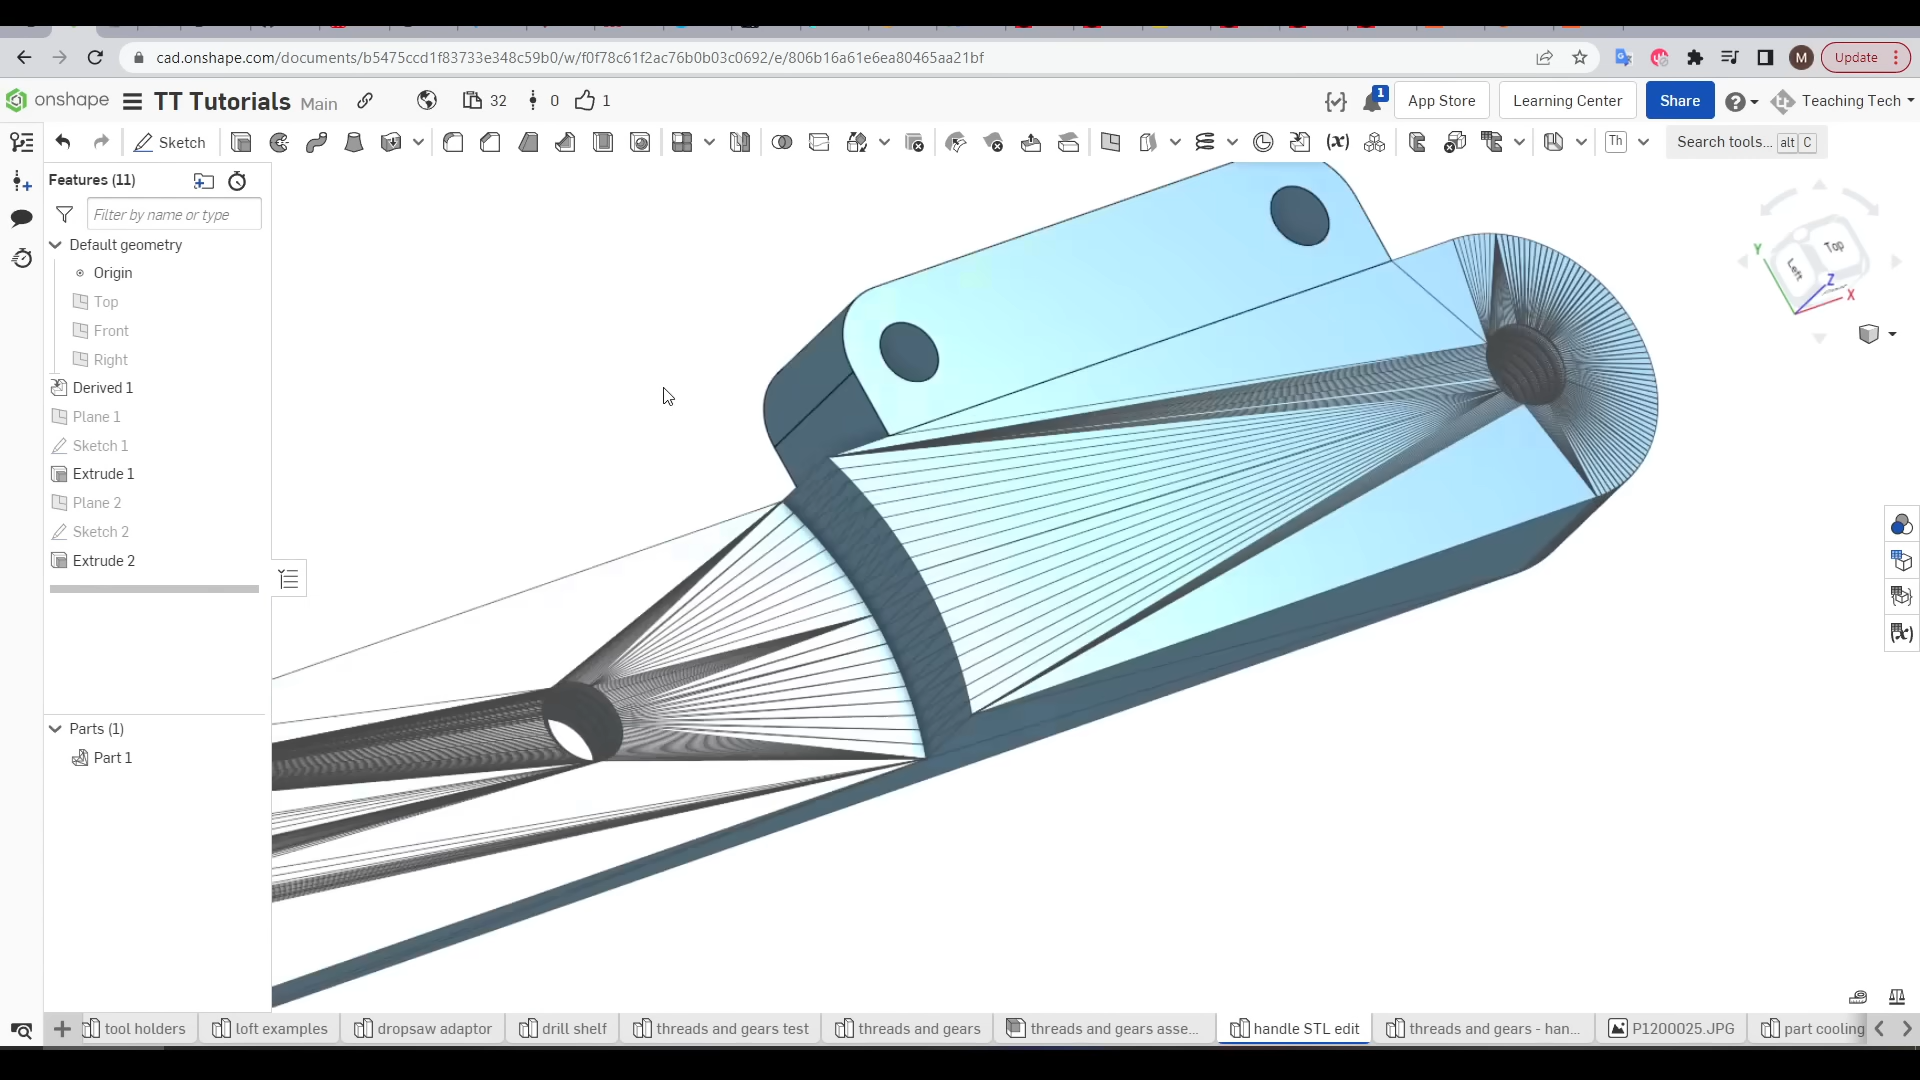 cad.onshape.com/documents/b5475ccd1f83733e348c59b0/w/f0f78c61f2ac76b0b03c0692/e/806b16a61e6ea80465aa21bf
M
Update
onshape
TT Tutorials
Main
32
0
1
1
App Store
Learning Center
Share
Teaching Tech
Sketch
(x)
Th
Search tools...
alt
C
Features (11)
Filter by name or type
Default geometry
Origin
Top
Front
Right
Derived 1
Plane 1
Sketch 1
Extrude 1
Plane 2
Sketch 2
Extrude 2
Parts (1)
Part 1
Y
Top
Left
Z
X
(x)
tool holders
loft examples
dropsaw adaptor
drill shelf
threads and gears test
threads and gears
threads and gears asse...
handle STL edit
threads and gears - han...
P1200025.JPG
part cooling